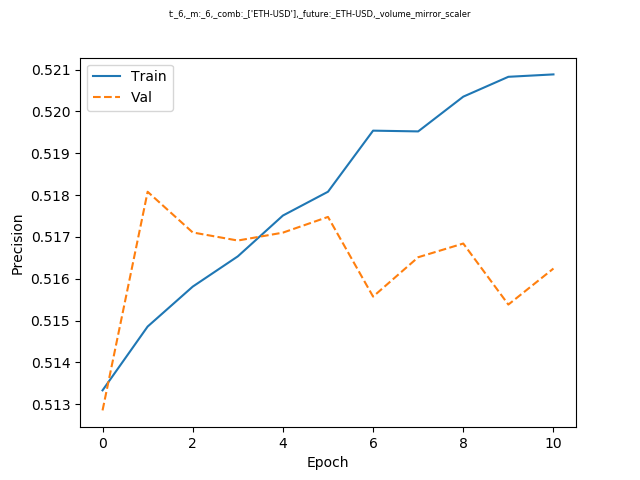 t:_6,_m:_6,_comb:_['ETH-USD'],_future:_ETH-USD,_volume_mirror_scaler
Train
Val
0.521
0.520
0.519
0.518
0.517
0.516
0.515
0.514
0.513
Precision
0 2 4 6 8 10
Epoch